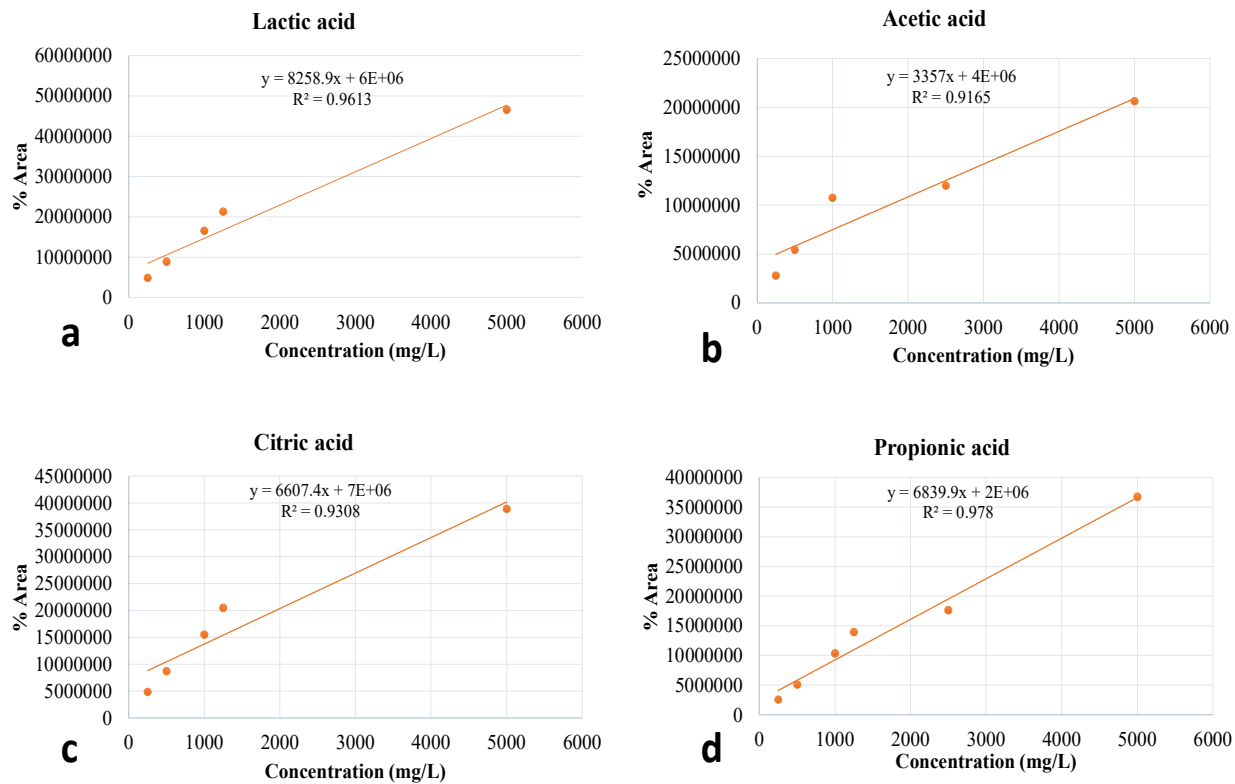 Lactic acid
60000000
50000000
40000000
30000000
20000000
10000000
0
% Area
y = 8258.9x + 6E+06
R² = 0.9613
0 1000 2000 3000 4000 5000 6000
Concentration (mg/L)
a
Acetic acid
25000000
20000000
15000000
10000000
5000000
0
% Area
y = 3357x + 4E+06
R² = 0.9165
0 1000 2000 3000 4000 5000 6000
Concentration (mg/L)
b
Citric acid
45000000
40000000
35000000
30000000
25000000
20000000
15000000
10000000
5000000
0
% Area
y = 6607.4x + 7E+06
R² = 0.9308
0 1000 2000 3000 4000 5000 6000
Concentration (mg/L)
c
Propionic acid
40000000
35000000
30000000
25000000
20000000
15000000
10000000
5000000
0
% Area
y = 6839.9x + 2E+06
R² = 0.978
0 1000 2000 3000 4000 5000 6000
Concentration (mg/L)
d